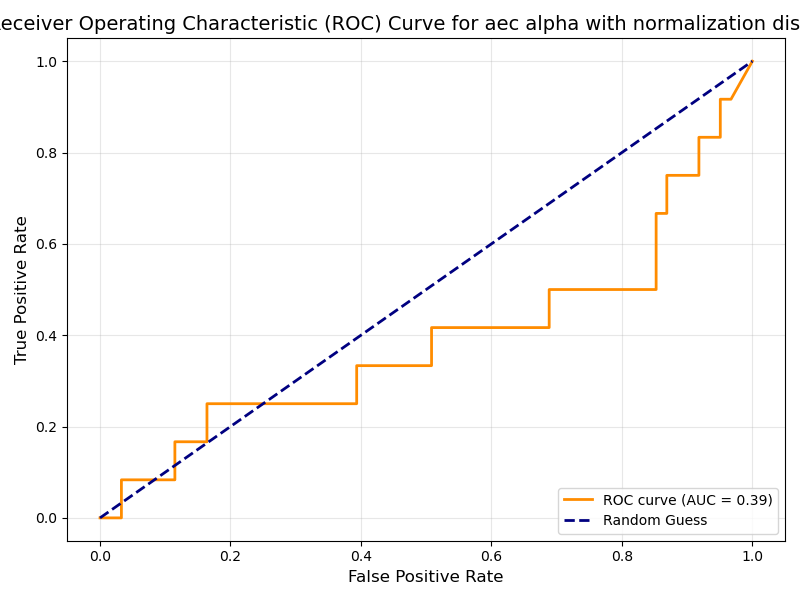 eceiver Operating Characteristic (ROC) Curve for aec alpha with normalization dis
True Positive Rate
1.0
0.8
0.6
0.4
0.2
0.0
ROC curve (AUC = 0.39)
Random Guess
0.0 0.2 0.4 0.6 0.8 1.0
False Positive Rate